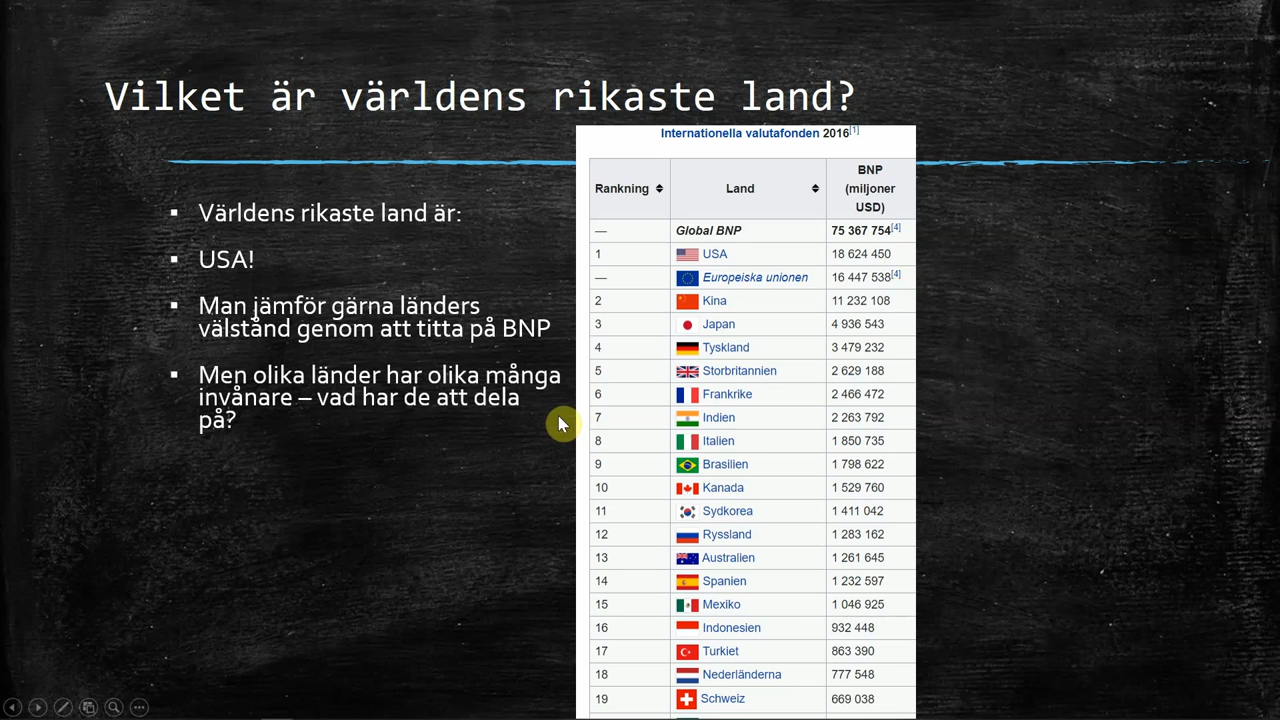 Vilket är världens rikaste land?
▪ Världens rikaste land är:
▪ USA!
▪ Man jämför gärna länders
välstånd genom att titta på BNP
▪ Men olika länder har olika många
invånare – vad har de att dela
på?
Internationella valutafonden 2016[1]
Rankning Land BNP (miljoner USD)
— Global BNP 75 367 754[4]
1 USA 18 624 450
— Europeiska unionen 16 447 538[4]
2 Kina 11 232 108
3 Japan 4 936 543
4 Tyskland 3 479 232
5 Storbritannien 2 629 188
6 Frankrike 2 466 472
7 Indien 2 263 792
8 Italien 1 850 735
9 Brasilien 1 798 622
10 Kanada 1 529 760
11 Sydkorea 1 411 042
12 Ryssland 1 283 162
13 Australien 1 261 645
14 Spanien 1 232 597
15 Mexiko 1 046 925
16 Indonesien 932 448
17 Turkiet 863 390
18 Nederländerna 777 548
19 Schweiz 669 038